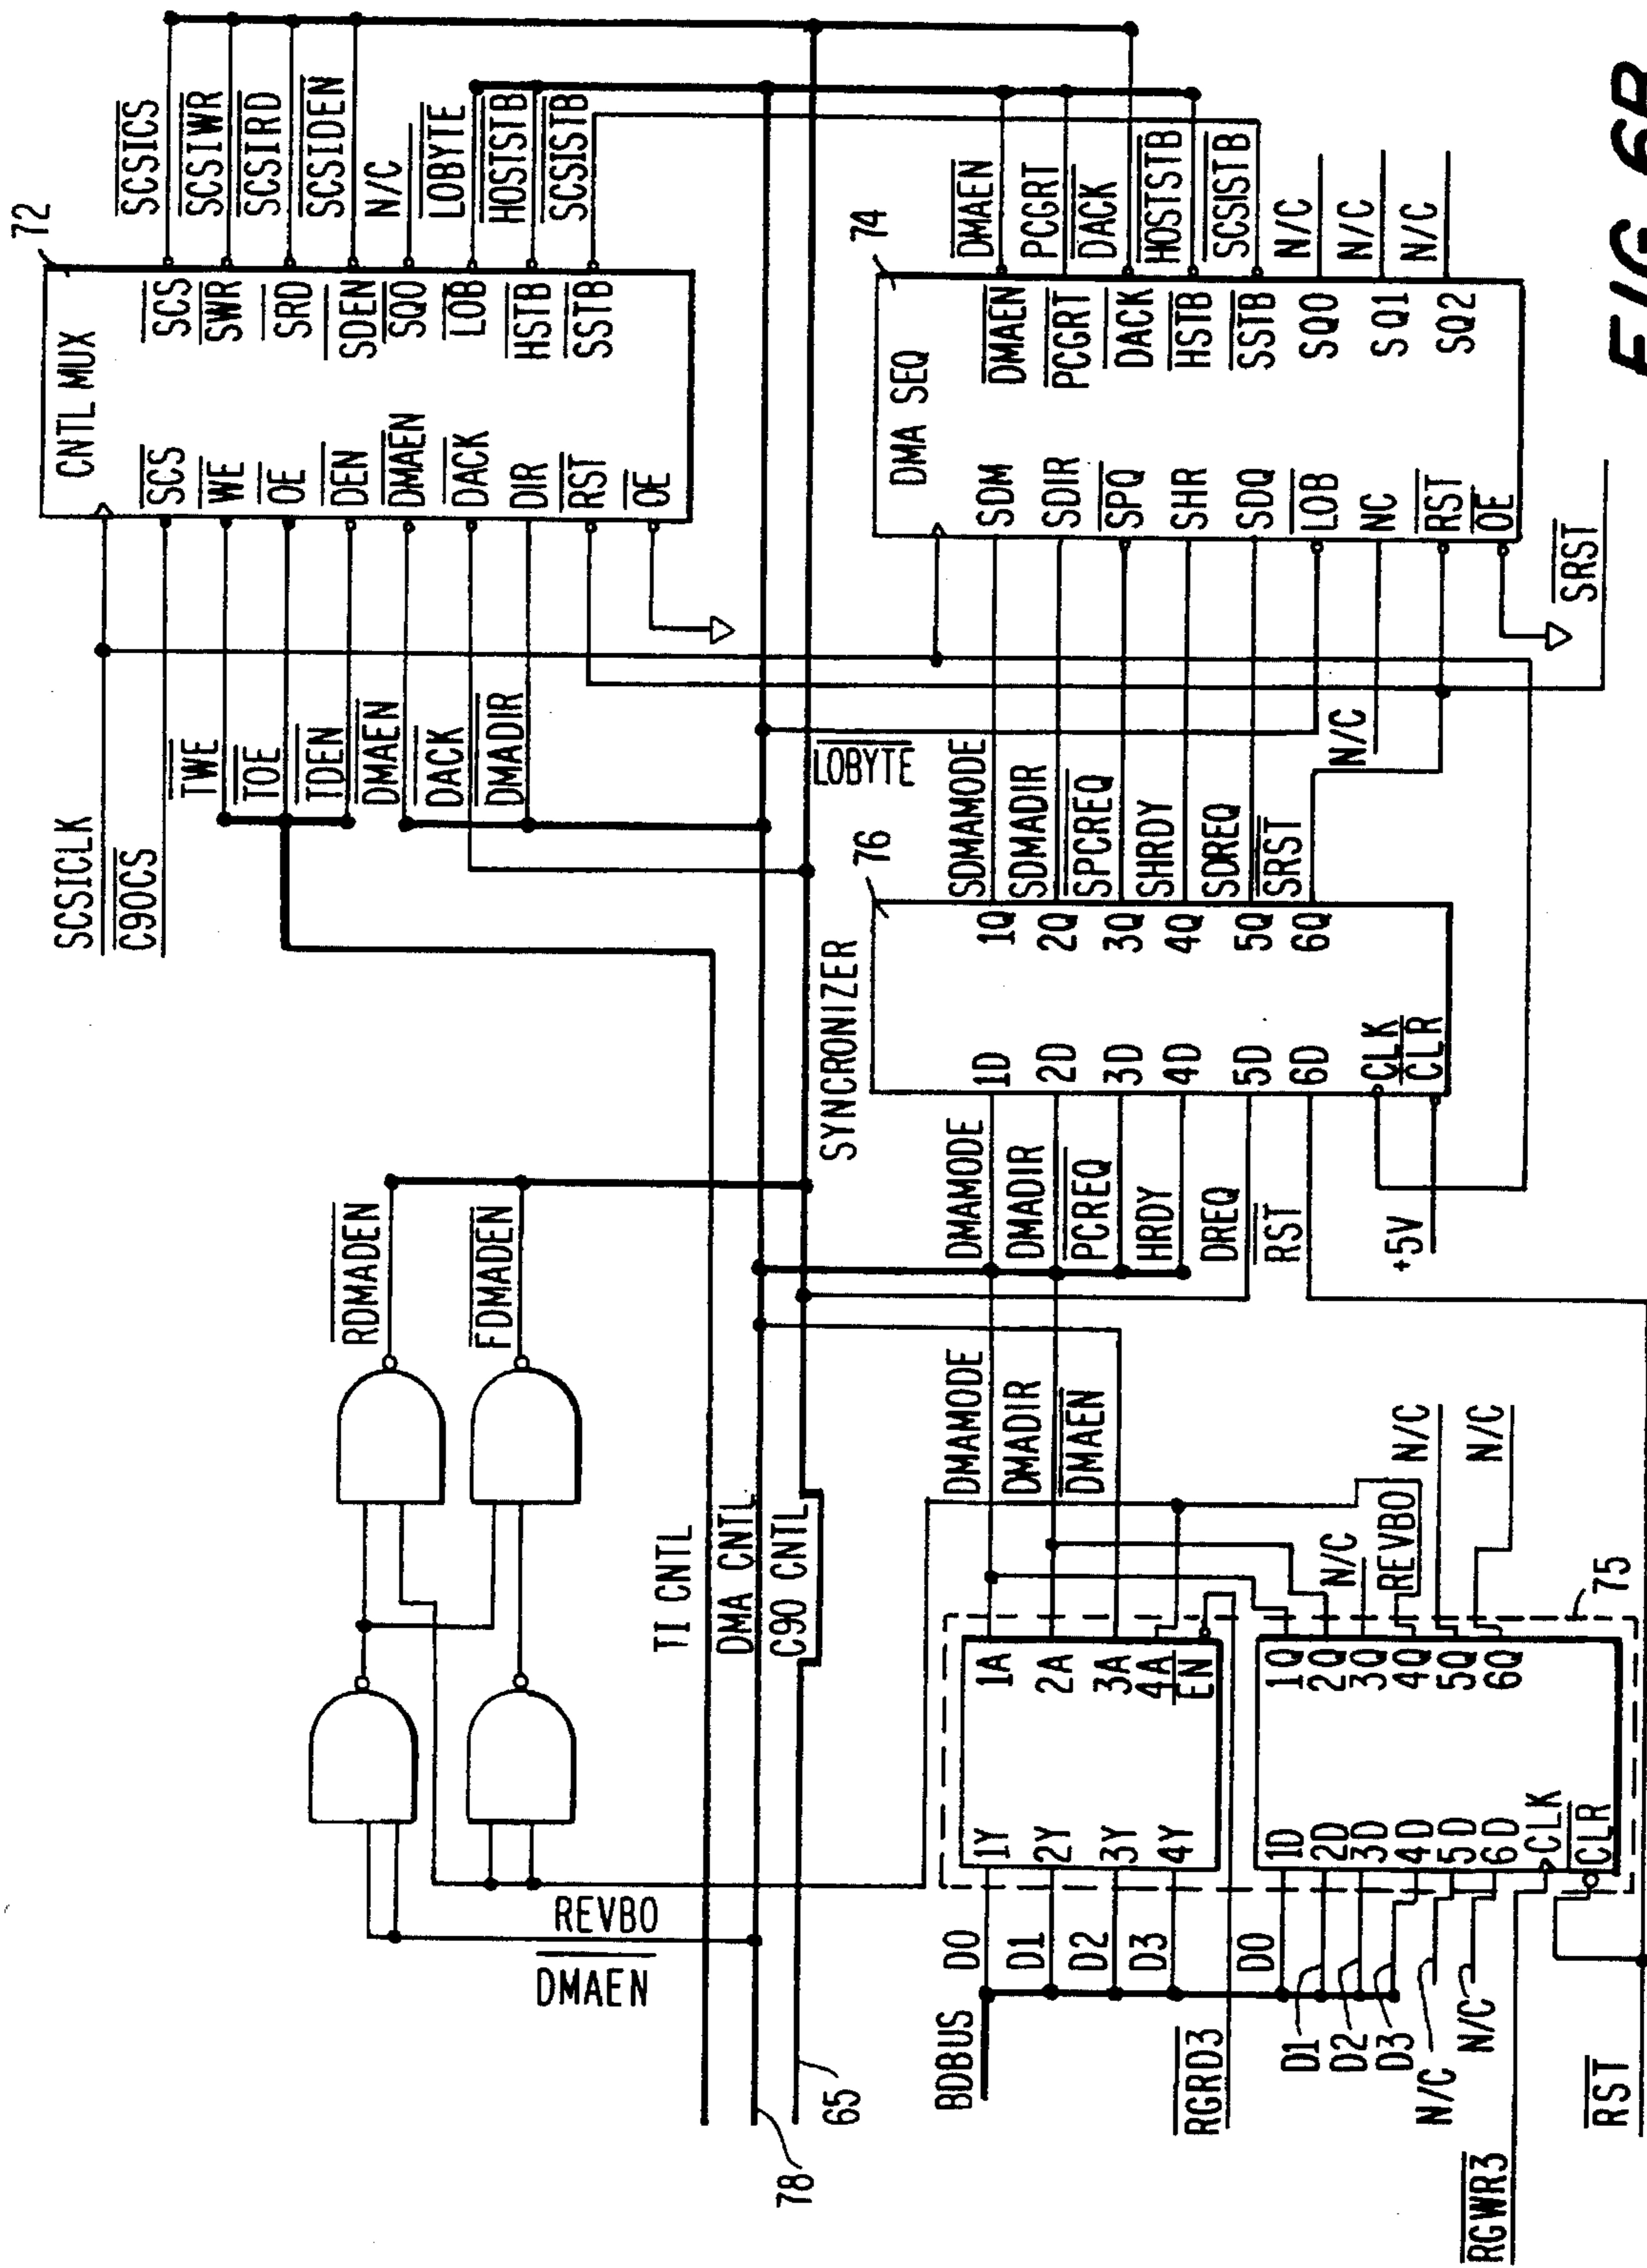 72
CNTL MUX
SCS
WE
OE
DEN
DMAEN
DACK
DIR
RST
OE
SCS
SWR
SRD
SDEN
SQ0
LOB
HSTB
SSTB
SCSICS
SCSIWR
SCSIRD
SCSIDEN
N/C
LOBYTE
HOSTSTB
SCSISTB
SCSICLK
C90CS
TWE
TOE
TDEN
DMAEN
DACK
DMADIR
RDMADEN
FDMADEN
REVBO
DMAEN
TI CNTL
DMA CNTL
C90 CNTL
65
78
LOBYTE
74
DMA SEQ
SDM
SDIR
SPQ
SHR
SDQ
LOB
NC
RST
OE
DMAEN
PCGRT
DACK
HSTB
SSTB
SQ0
SQ1
SQ2
DMAEN
PCGRT
DACK
HOSTSTB
SCSISTB
N/C
N/C
N/C
SRST
N/C
76
SYNCRONIZER
SDMAMODE
SDMADIR
SPCREQ
SHRDY
SDREQ
SRST
1Q
2Q
3Q
4Q
5Q
6Q
1D
2D
3D
4D
5D
6D
CLK
CLR
DMAMODE
DMADIR
PCREQ
HRDY
DREQ
RST
+5V
DMAMODE
DMADIR
DMAEN
N/C
REVBO
N/C
N/C
75
1A
2A
3A
4A
EN
1Y
2Y
3Y
4Y
1Q
2Q
3Q
4Q
5Q
6Q
1D
2D
3D
4D
5D
6D
CLK
CLR
D0
D1
D2
D3
D0
D1
D2
D3
N/C
N/C
BDBUS
RGRD3
RGWR3
RST